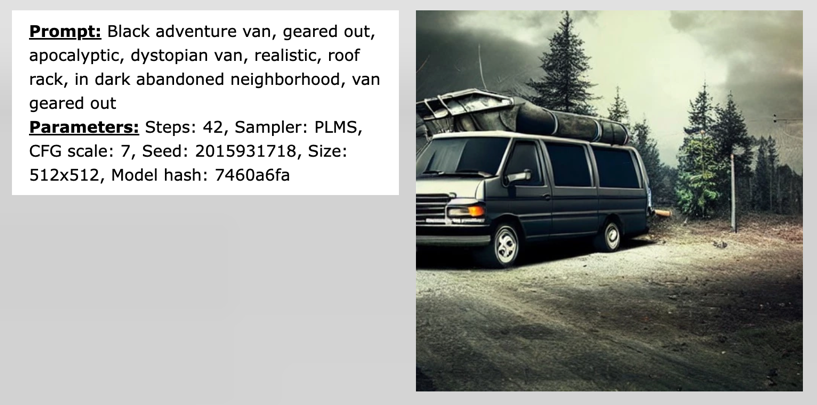 Prompt: Black adventure van, geared out,
apocalyptic, dystopian van, realistic, roof
rack, in dark abandoned neighborhood, van
geared out
Parameters: Steps: 42, Sampler: PLMS,
CFG scale: 7, Seed: 2015931718, Size:
512x512, Model hash: 7460a6fa